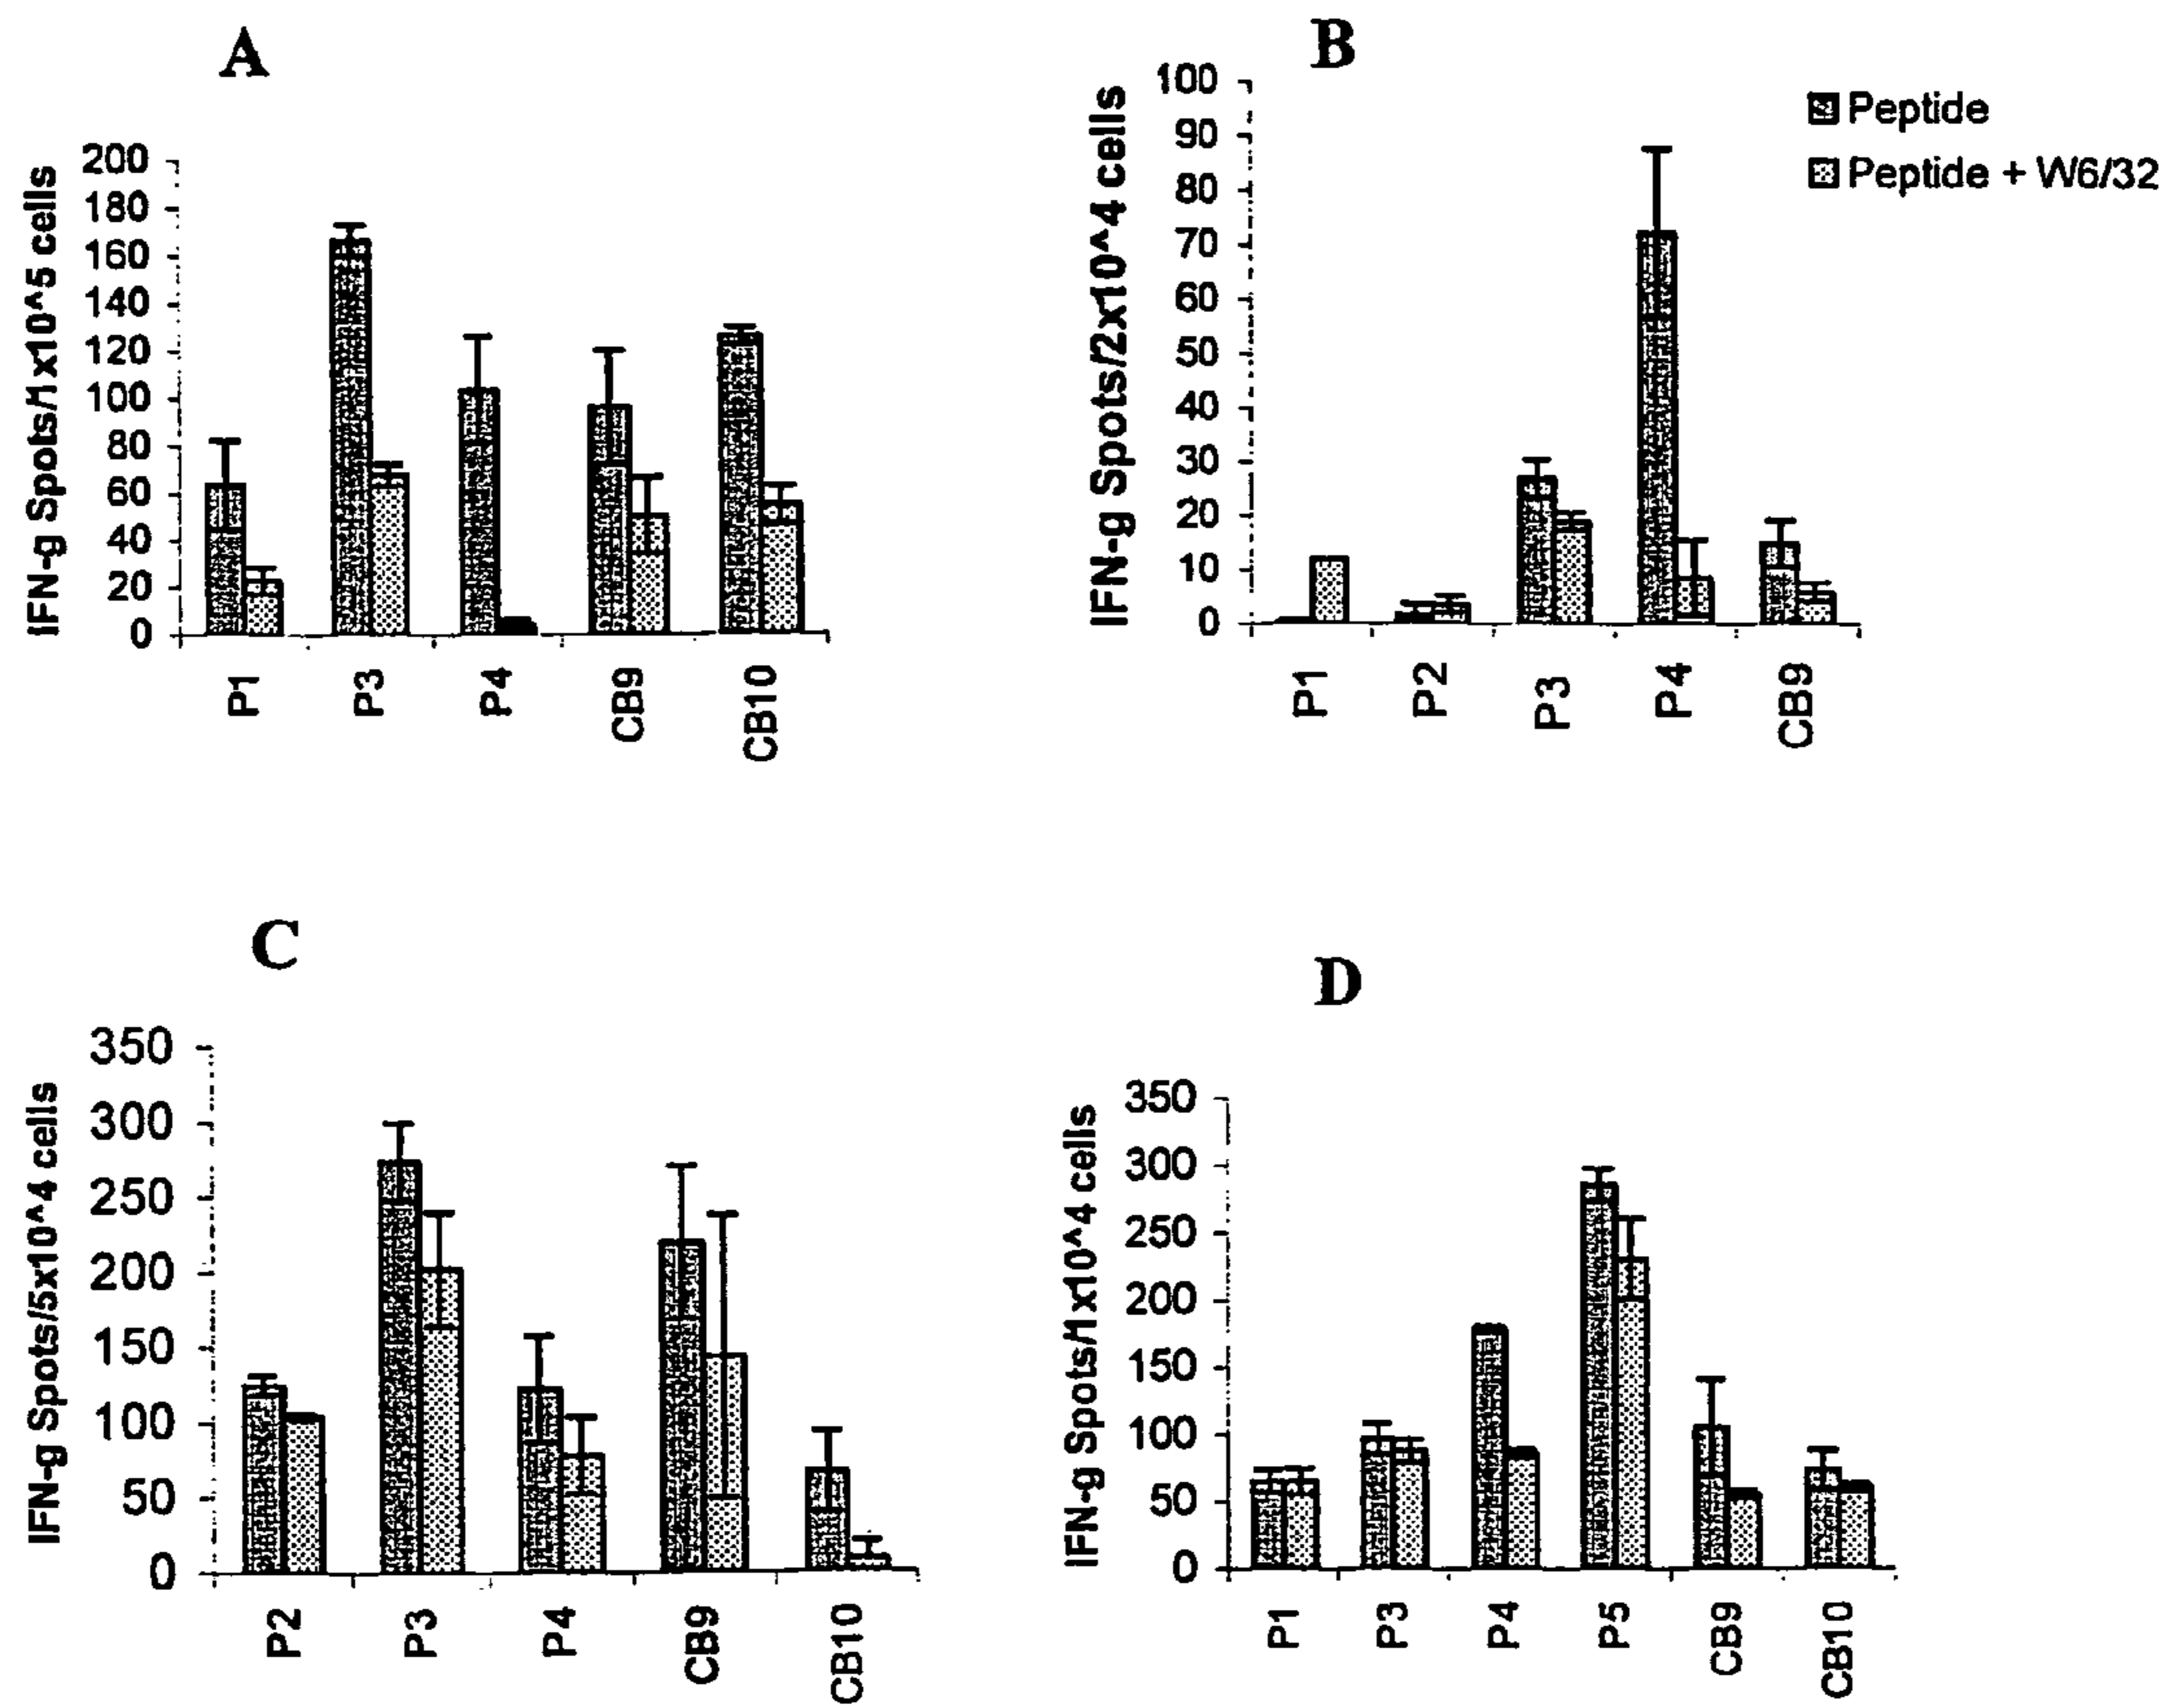 A
IFN-g Spots/1x10^5 cells
200
180
160
140
120
100
80
60
40
20
0
P1
P3
P4
CB9
CB10
B
IFN-g Spots/2x10^4 cells
100
90
80
70
60
50
40
30
20
10
0
P1
P2
P3
P4
CB9
Peptide
Peptide + W6/32
C
IFN-g Spots/5x10^4 cells
350
300
250
200
150
100
50
0
P2
P3
P4
CB9
CB10
D
IFN-g Spots/1x10^4 cells
350
300
250
200
150
100
50
0
P1
P3
P4
P5
CB9
CB10